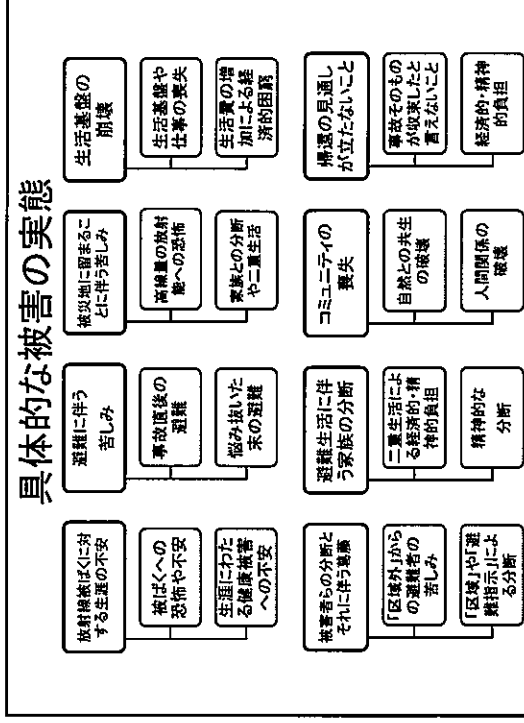 具体的な被害の実態
放射線被ばくに対
する生涯の不安
被ばくへの
恐怖や不安
生涯にわた
る健康被害
への不安
避難に伴う
苦しみ
事故直後の
避難
悩み抜いた
末の避難
被災地に留まるこ
とに伴う苦しみ
高線量の放射
能への恐怖
家族との分断
や二重生活
生活基盤の
崩壊
生活基盤や
仕事の喪失
生活費の増
加による経
済的困窮
被害者らの分断と
それに伴う葛藤
「区域外」から
の避難者の
苦しみ
「区域」や「避
難指示」によ
る分断
避難生活に伴
う家族の分断
二重生活によ
る経済的・精
神的負担
精神的な
分断
コミュニティの
喪失
自然との共生
の破壊
人間関係の
破壊
帰還の見通し
が立たないこと
事故そのもの
が収束したと
言えないこと
経済的・精神
的負担